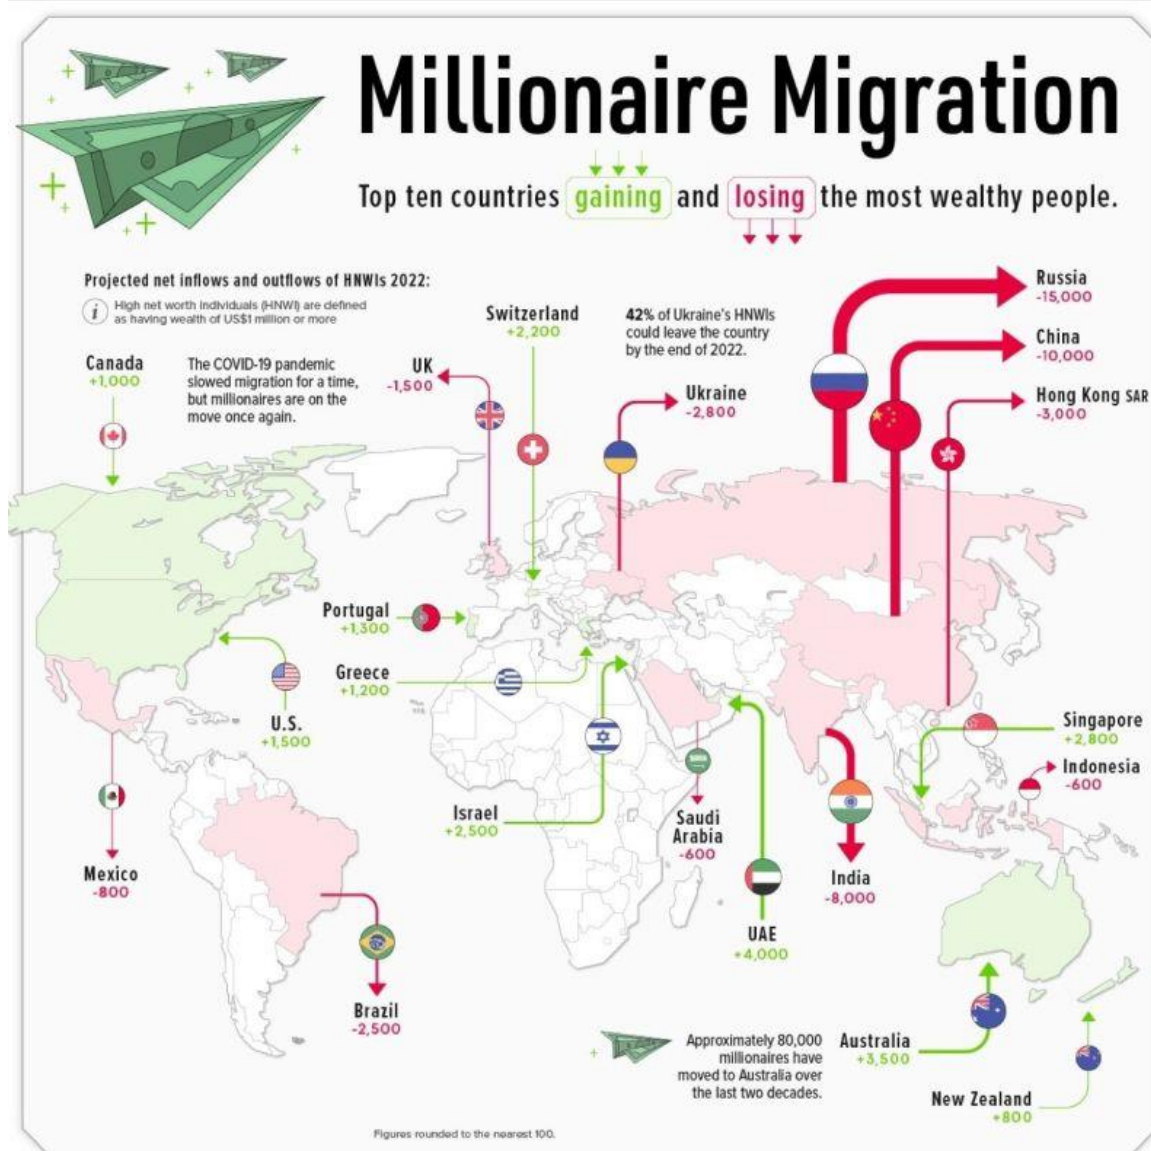 Millionaire Migration
Top ten countries gaining and losing the most wealthy people.
Projected net inflows and outflows of HNWIs 2022:
i
High net worth individuals (HNWI) are defined
as having wealth of US$1 million or more
The COVID-19 pandemic
slowed migration for a time,
but millionaires are on the
move once again.
Canada
+1,000
UK
-1,500
Switzerland
+2,200
42% of Ukraine's HNWIs
could leave the country
by the end of 2022.
Ukraine
-2,800
Russia
-15,000
China
-10,000
Hong Kong SAR
-3,000
Portugal
+1,300
Greece
+1,200
U.S.
+1,500
Israel
+2,500
Saudi
Arabia
-600
UAE
+4,000
India
-8,000
Singapore
+2,800
Indonesia
-600
Mexico
-800
Brazil
-2,500
Approximately 80,000
millionaires have
moved to Australia over
the last two decades.
Australia
+3,500
New Zealand
+800
Figures rounded to the nearest 100.